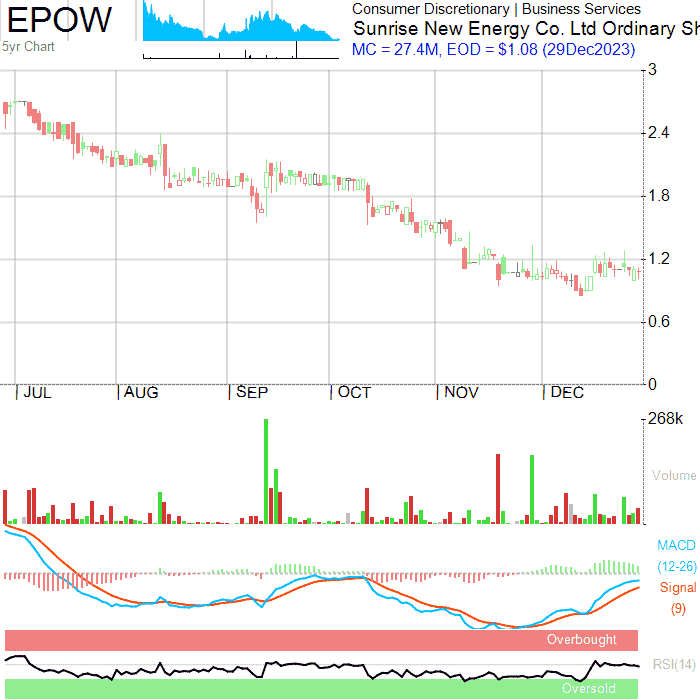 EPOW
5yr Chart
Consumer Discretionary | Business Services
Sunrise New Energy Co. Ltd Ordinary Sh
MC = 27.4M, EOD = $1.08 (29Dec2023)
3
2.4
1.8
1.2
0.6
0
JUL AUG SEP OCT NOV DEC
268k
Volume
MACD
(12-26)
Signal
(9)
Overbought
RSI(14)
Oversold